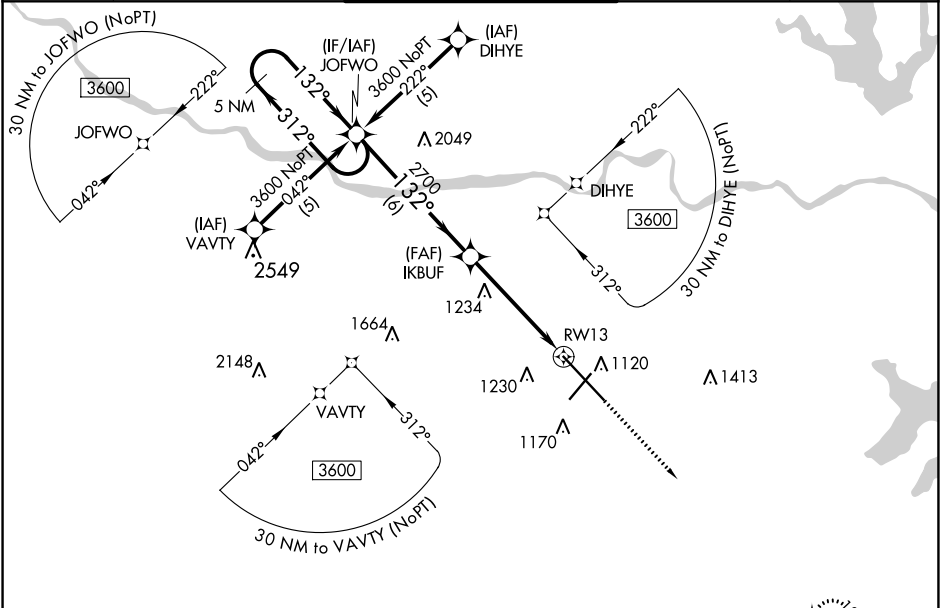 30 NM to JOFWO (NoPT)
3600
222°
JOFWO
042°
5 NM
132°
312°
(IF/IAF)
JOFWO
3600 NoPT
222°
(5)
(IAF)
DIHYE
2049
3600 NoPT
042°
(5)
(IAF)
VAVTY
2549
2700
132°
(6)
(FAF)
IKBUF
222°
DIHYE
3600
312°
30 NM to DIHYE (NoPT)
1234
RW13
1664
2148
1230
1120
1413
1170
VAVTY
042°
312°
3600
30 NM to VAVTY (NoPT)